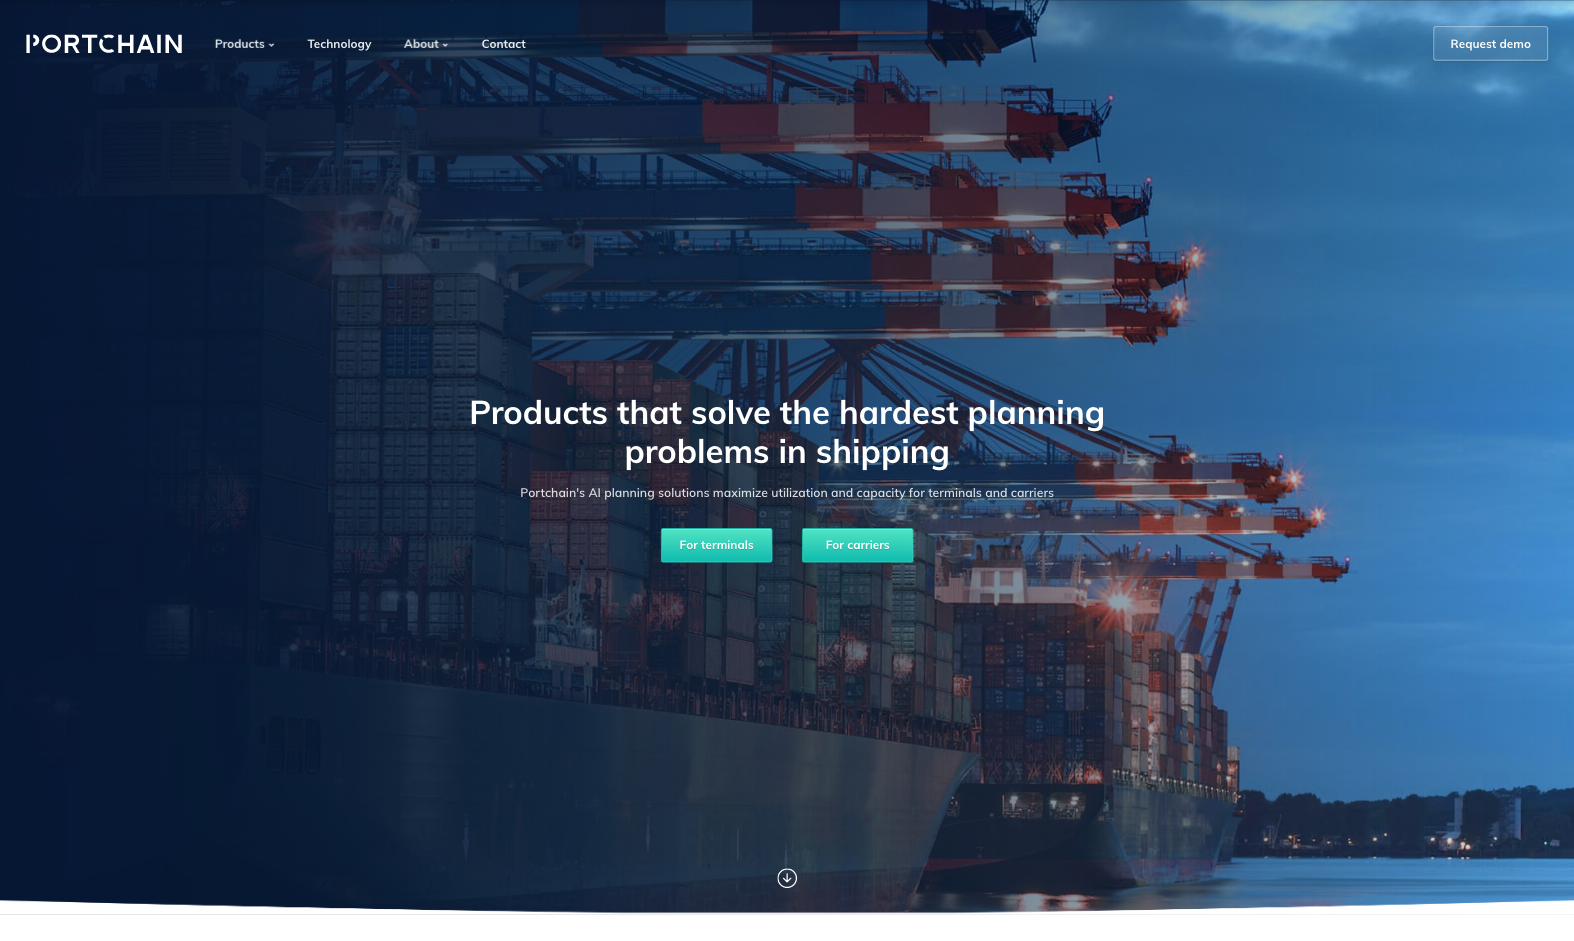 PORTCHAIN
Products
Technology
About
Contact
Request demo
Products that solve the hardest planning
problems in shipping
Portchain's AI planning solutions maximize utilization and capacity for terminals and carriers
For terminals
For carriers